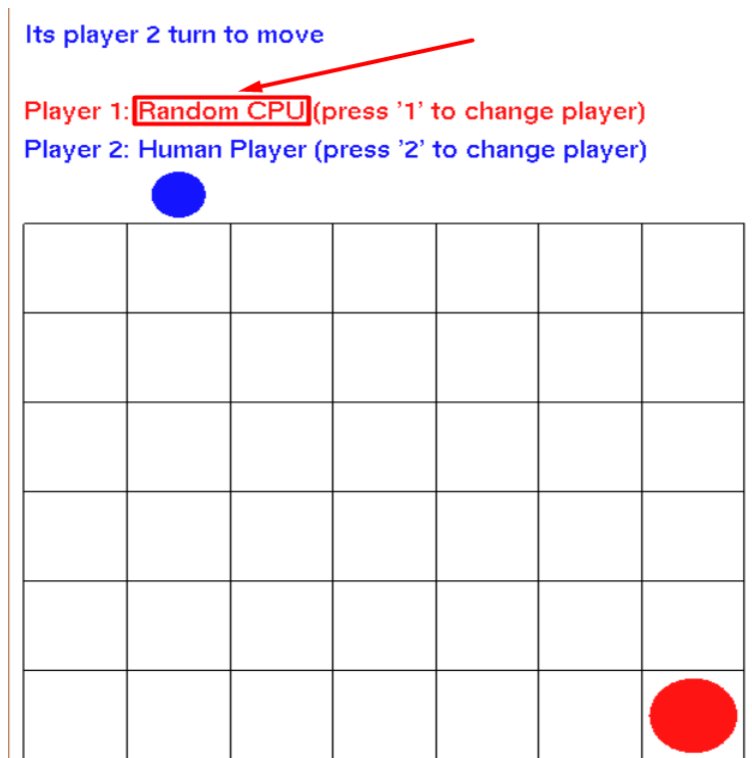 Its player 2 turn to move
Player 1: Random CPU (press '1' to change player)
Player 2: Human Player (press '2' to change player)